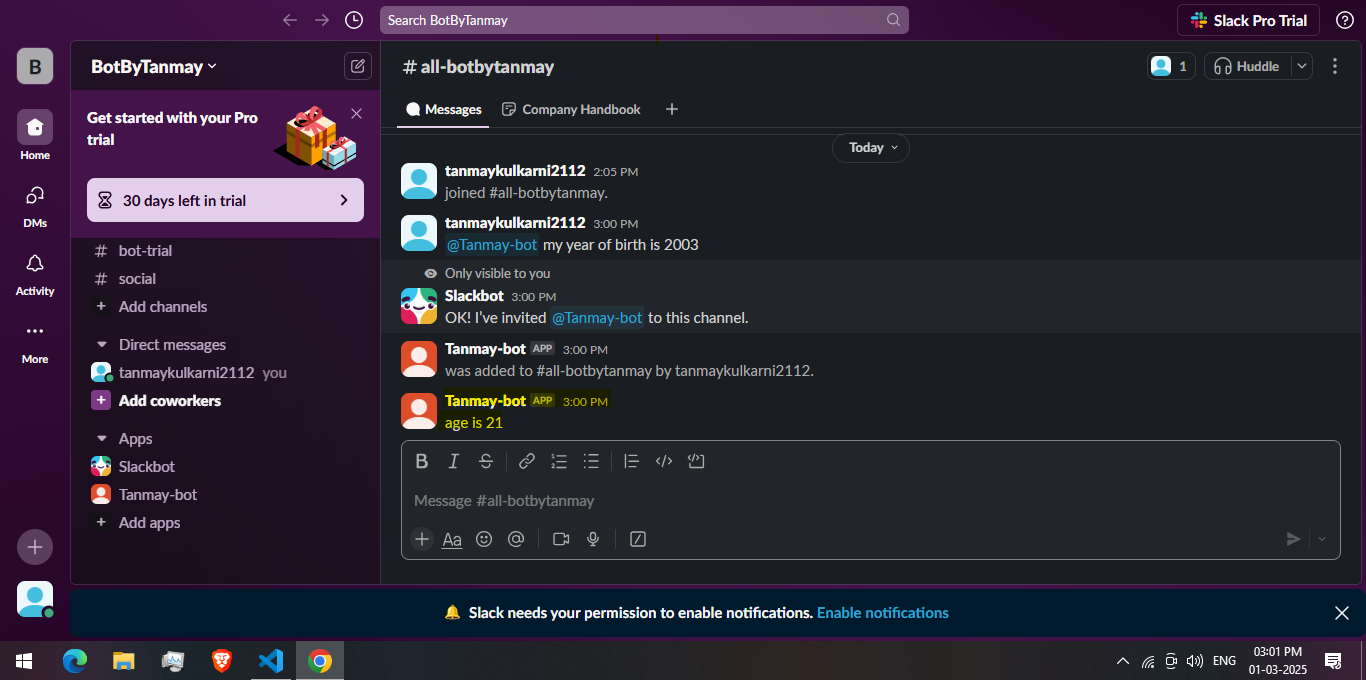 Search BotByTanmay
Slack Pro Trial
B
BotByTanmay
Get started with your Pro
trial
30 days left in trial
Home
DMs
Activity
More
# bot-trial
# social
+ Add channels
Direct messages
tanmaykulkarni2112 you
+ Add coworkers
Apps
Slackbot
Tanmay-bot
+ Add apps
# all-botbytanmay
1
Huddle
Messages
Company Handbook
Today
tanmaykulkarni2112 2:05 PM
joined #all-botbytanmay.
tanmaykulkarni2112 3:00 PM
@Tanmay-bot my year of birth is 2003
Only visible to you
Slackbot 3:00 PM
OK! I’ve invited @Tanmay-bot to this channel.
Tanmay-bot APP 3:00 PM
was added to #all-botbytanmay by tanmaykulkarni2112.
Tanmay-bot APP 3:00 PM
age is 21
Message #all-botbytanmay
Aa
Slack needs your permission to enable notifications. Enable notifications
ENG
03:01 PM
01-03-2025